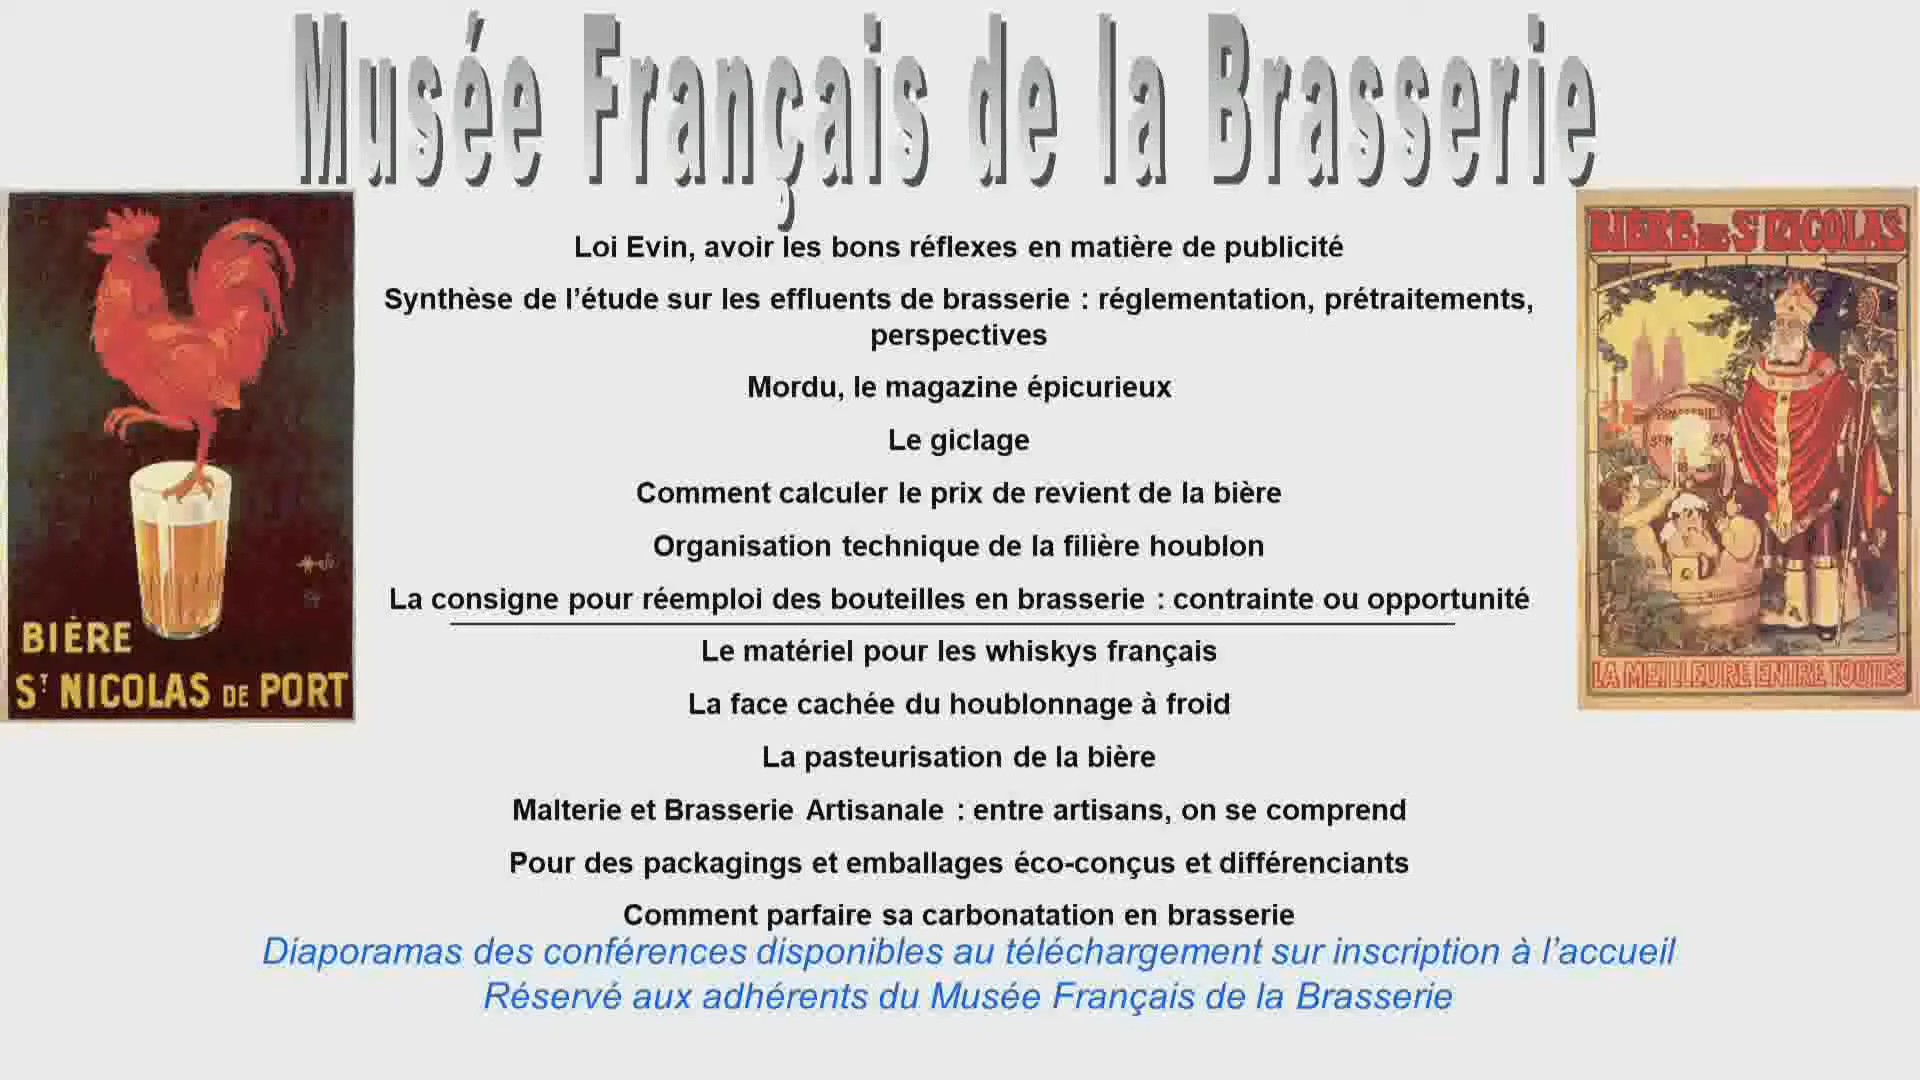 Musée Français de la Brasserie
Loi Evin, avoir les bons réflexes en matière de publicité
Synthèse de l’étude sur les effluents de brasserie : réglementation, prétraitements,
perspectives
Mordu, le magazine épicurieux
Le giclage
Comment calculer le prix de revient de la bière
Organisation technique de la filière houblon
La consigne pour réemploi des bouteilles en brasserie : contrainte ou opportunité
Le matériel pour les whiskys français
La face cachée du houblonnage à froid
La pasteurisation de la bière
Malterie et Brasserie Artisanale : entre artisans, on se comprend
Pour des packagings et emballages éco-conçus et différenciants
Comment parfaire sa carbonatation en brasserie
Diaporamas des conférences disponibles au téléchargement sur inscription à l’accueil
Réservé aux adhérents du Musée Français de la Brasserie
BIÈRE
ST NICOLAS DE PORT
BIÈRE DE ST NICOLAS
LA MEILLEURE ENTRE TOUTES